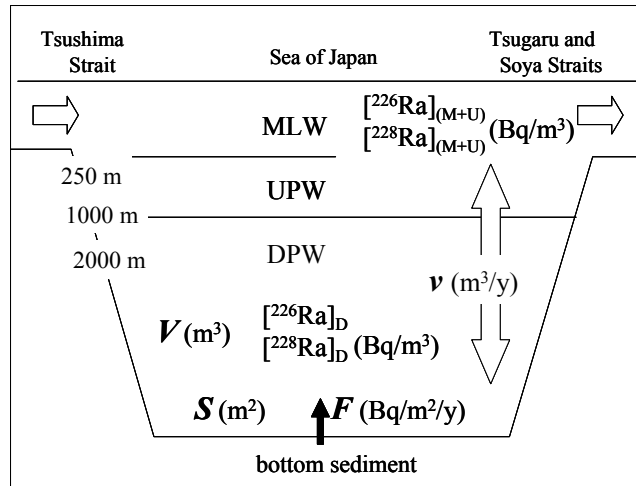 Tsushima
Strait
Sea of Japan
Tsugaru and
Soya Straits
MLW
[²²⁶Ra](M+U)
[²²⁸Ra](M+U) (Bq/m³)
250 m
UPW
1000 m
2000 m
DPW
v (m³/y)
V (m³)
[²²⁶Ra]D
[²²⁸Ra]D (Bq/m³)
S (m²)
F (Bq/m²/y)
bottom sediment